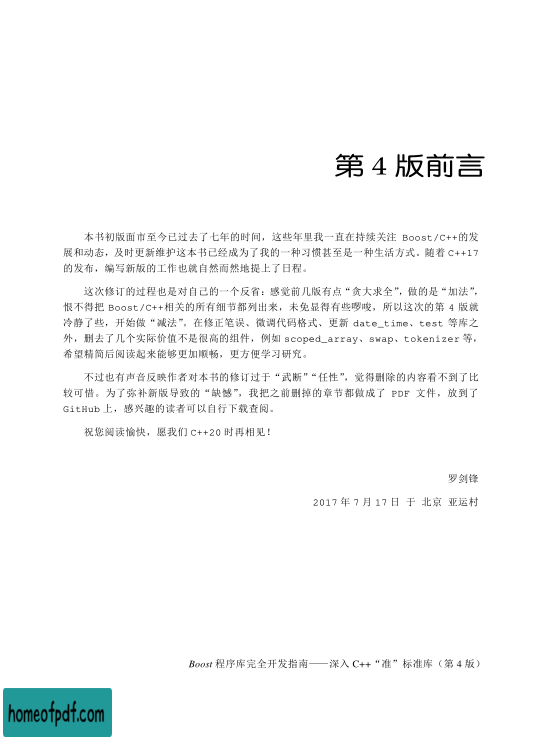 第 4 版前言
本书初版面市至今已过去了七年的时间，这些年里我一直在持续关注 Boost/C++的发
展和动态，及时更新维护这本书已经成为了我的一种习惯甚至是一种生活方式。随着 C++17
的发布，编写新版的工作也就自然而然地提上了日程。
这次修订的过程也是对自己的一个反省：感觉前几版有点“贪大求全”，做的是“加法”，
恨不得把 Boost/C++相关的所有细节都列出来，未免显得有些啰唆，所以这次的第 4 版就
冷静了些，开始做“减法”。在修正笔误、微调代码格式、更新 date_time、test 等库之
外，删去了几个实际价值不是很高的组件，例如 scoped_array、swap、tokenizer 等，
希望精简后阅读起来能够更加顺畅，更方便学习研究。
不过也有声音反映作者对本书的修订过于“武断”“任性”，觉得删除的内容看不到了比
较可惜。为了弥补新版导致的“缺憾”，我把之前删掉的章节都做成了 PDF 文件，放到了
GitHub 上，感兴趣的读者可以自行下载查阅。
祝您阅读愉快，愿我们 C++20 时再相见！
罗剑锋
2017 年 7 月 17 日 于 北京 亚运村
Boost 程序库完全开发指南——深入 C++“准”标准库（第 4 版）
homeofpdf.com